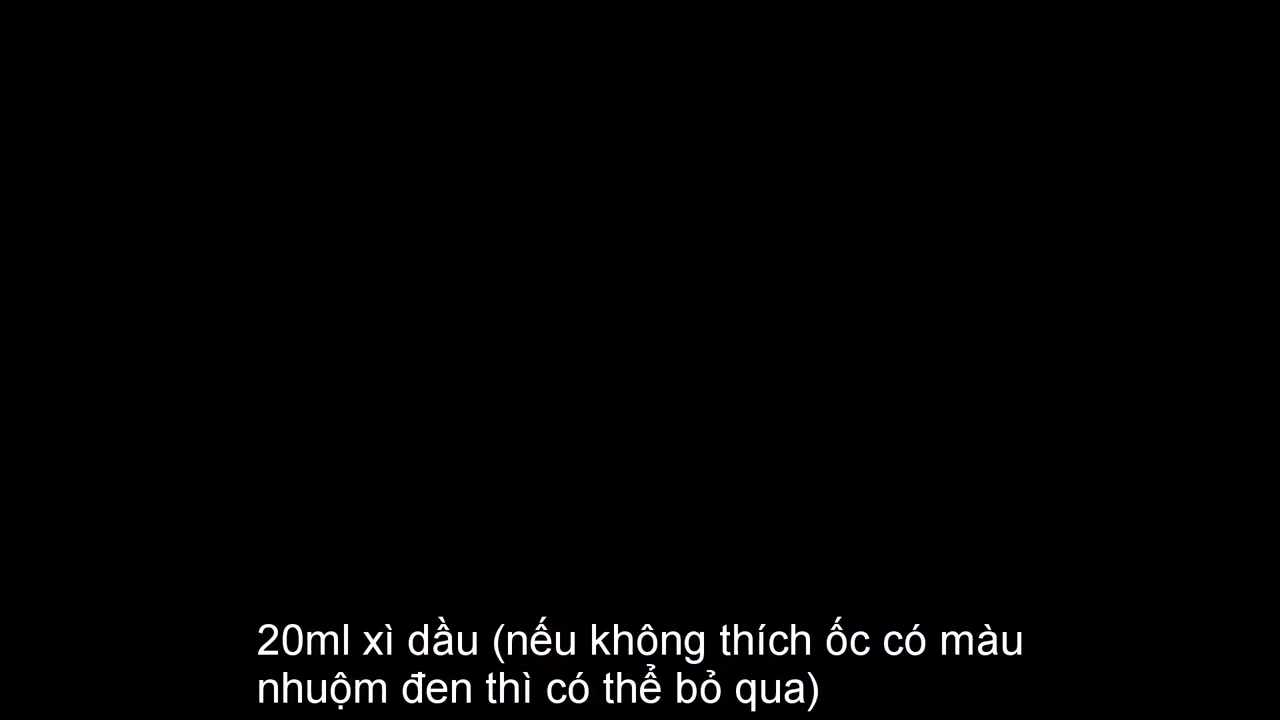 20ml xì dầu (nếu không thích ốc có màu
nhuộm đen thì có thể bỏ qua)